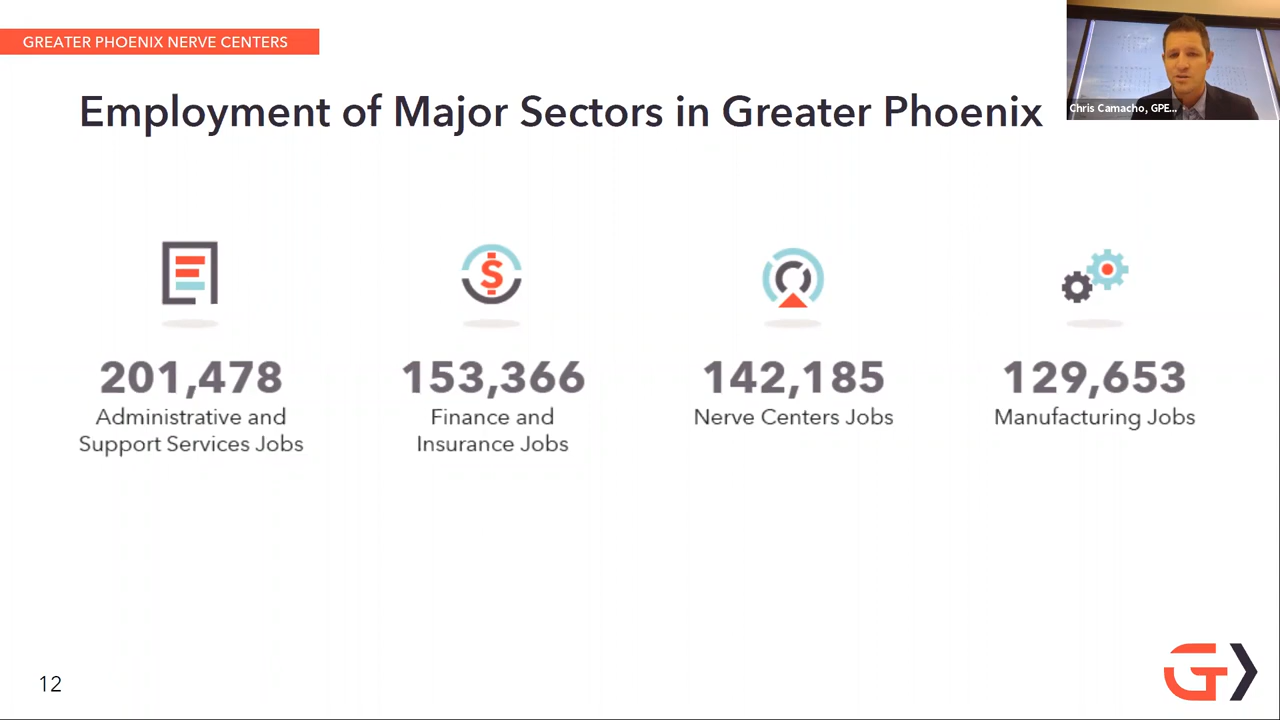 GREATER PHOENIX NERVE CENTERS
Chris Camacho, GPE...
Employment of Major Sectors in Greater Phoenix
201,478
Administrative and
Support Services Jobs
153,366
Finance and
Insurance Jobs
142,185
Nerve Centers Jobs
129,653
Manufacturing Jobs
12